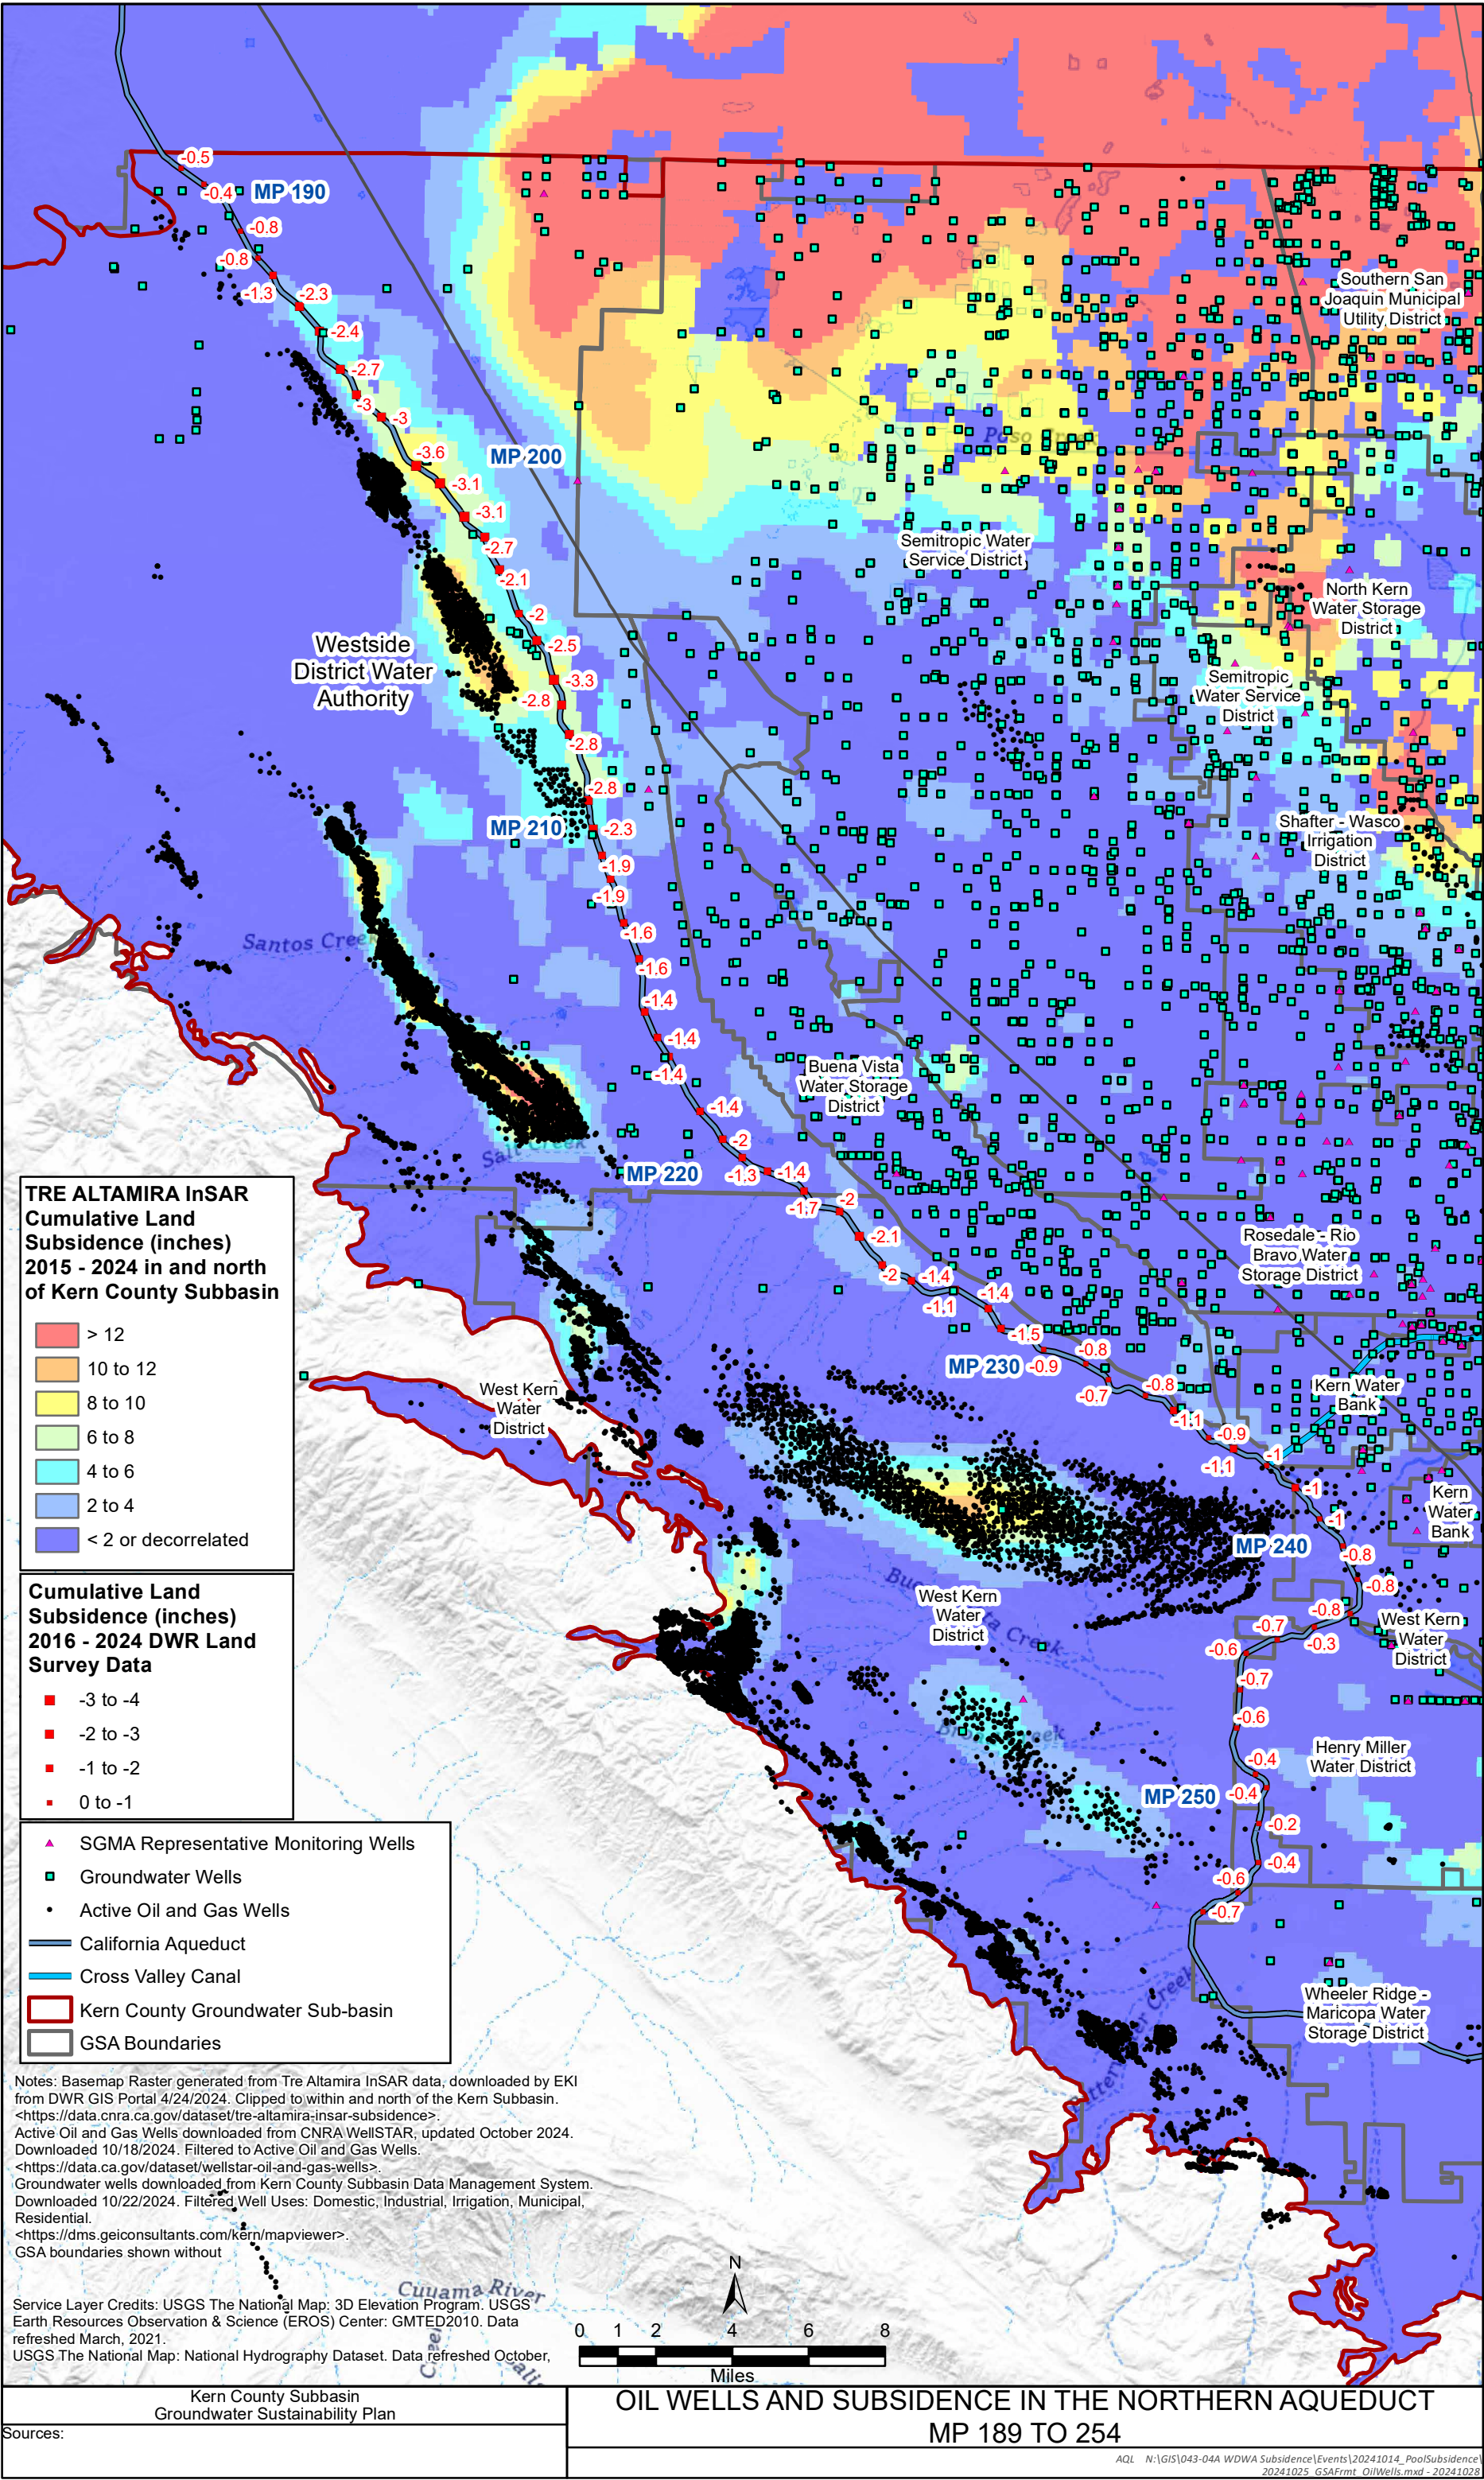 -0.5
-0.4
MP 190
-0.8
-0.8
-1.3
-2.3
-2.4
-2.7
-3
-3
-3.6
MP 200
-3.1
-3.1
-2.7
-2.1
-2
-2.5
-3.3
-2.8
-2.8
-2.8
MP 210
-2.3
-1.9
-1.9
-1.6
-1.6
-1.4
-1.4
-1.4
-1.4
-2
-1.3
-1.4
MP 220
-1.7
-2
-2.1
-2
-1.4
-1.1
-1.4
-1.5
MP 230
-0.9
-0.8
-0.7
-0.8
-1.1
-0.9
-1.1
-1
-1
-1
MP 240
-0.8
-0.8
-0.8
-0.7
-0.3
-0.6
-0.7
-0.6
-0.4
-0.4
MP 250
-0.2
-0.4
-0.6
-0.7
Southern San
Joaquin Municipal
Utility District
Poso Creek
Semitropic Water
Service District
North Kern
Water Storage
District
Westside
District Water
Authority
Semitropic
Water Service
District
Shafter - Wasco
Irrigation
District
Santos Creek
Buena Vista
Water Storage
District
Salt Creek
Rosedale - Rio
Bravo Water
Storage District
West Kern
Water
District
Kern Water
Bank
Kern
Water
Bank
West Kern
Water
District
West Kern
Water
District
Creek
Henry Miller
Water District
Wheeler Ridge -
Maricopa Water
Storage District
Creek
TRE ALTAMIRA InSAR
Cumulative Land
Subsidence (inches)
2015 - 2024 in and north
of Kern County Subbasin
> 12
10 to 12
8 to 10
6 to 8
4 to 6
2 to 4
< 2 or decorrelated
Cumulative Land
Subsidence (inches)
2016 - 2024 DWR Land
Survey Data
-3 to -4
-2 to -3
-1 to -2
0 to -1
SGMA Representative Monitoring Wells
Groundwater Wells
Active Oil and Gas Wells
California Aqueduct
Cross Valley Canal
Kern County Groundwater Sub-basin
GSA Boundaries
Notes: Basemap Raster generated from Tre Altamira InSAR data, downloaded by EKI
from DWR GIS Portal 4/24/2024. Clipped to within and north of the Kern Subbasin.
<https://data.cnra.ca.gov/dataset/tre-altamira-insar-subsidence>.
Active Oil and Gas Wells downloaded from CNRA WellSTAR, updated October 2024.
Downloaded 10/18/2024. Filtered to Active Oil and Gas Wells.
<https://data.ca.gov/dataset/wellstar-oil-and-gas-wells>.
Groundwater wells downloaded from Kern County Subbasin Data Management System.
Downloaded 10/22/2024. Filtered Well Uses: Domestic, Industrial, Irrigation, Municipal,
Residential.
<https://dms.geiconsultants.com/kern/mapviewer>.
GSA boundaries shown without
Cuyama River
Service Layer Credits: USGS The National Map: 3D Elevation Program. USGS
Earth Resources Observation & Science (EROS) Center: GMTED2010. Data
refreshed March, 2021.
USGS The National Map: National Hydrography Dataset. Data refreshed October,
N
0 1 2 4 6 8
Miles
Kern County Subbasin
Groundwater Sustainability Plan
Sources:
OIL WELLS AND SUBSIDENCE IN THE NORTHERN AQUEDUCT
MP 189 TO 254
AQL N:\GIS\043-04A WDWA Subsidence\Events\20241014_PoolSubsidence\
20241025_GSAFrmt_OilWells.mxd - 20241028